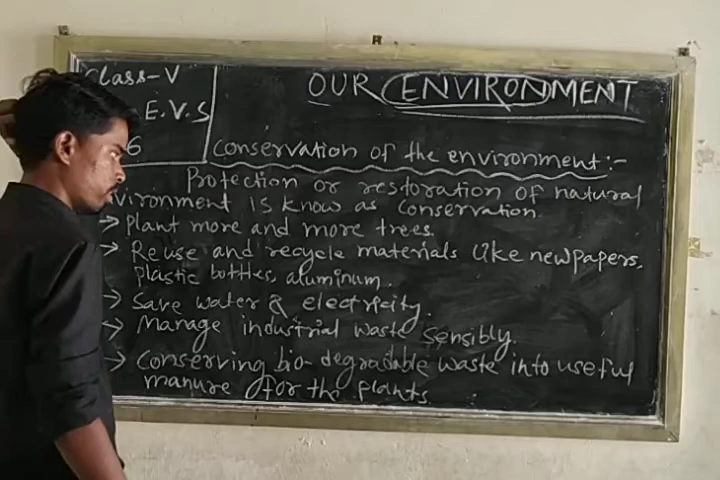 Class-V
E.V.S
6
OUR ENVIRONMENT
Conservation of the environment:-
Protection or restoration of natural
vironment is know as conservation.
→ Plant more and more trees.
→ Reuse and recycle materials like newpapers,
plastic bottles, aluminum.
→ Save water & electricity.
→ Manage industrial waste sensibly.
→ Conserving bio-degradable waste into useful
manure for the plants.